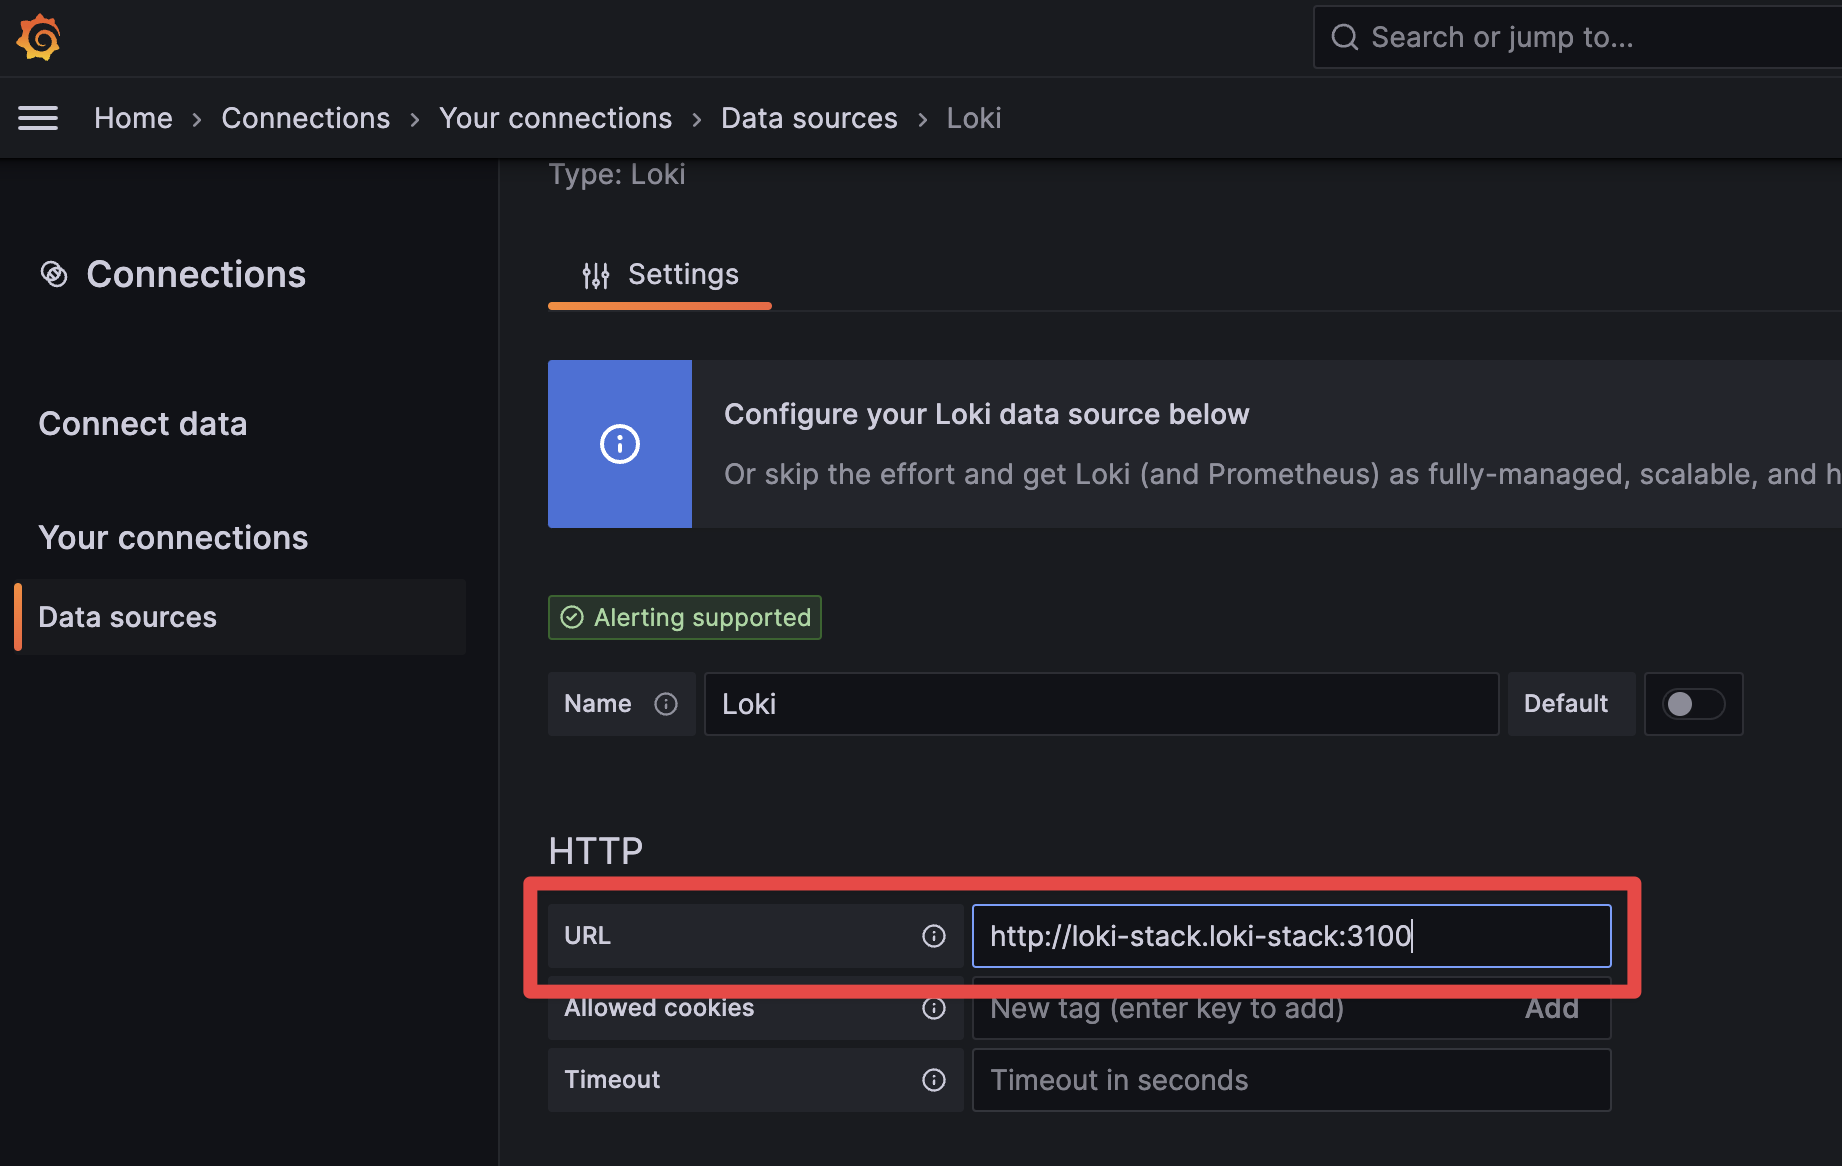 Search or jump to...
Home › Connections › Your connections › Data sources › Loki
Type: Loki
Connections
Settings
Connect data
Configure your Loki data source below
Or skip the effort and get Loki (and Prometheus) as fully-managed, scalable, and h
Your connections
Data sources
Alerting supported
Name Loki Default
HTTP
URL http://loki-stack.loki-stack:3100
Allowed cookies New tag (enter key to add) Add
Timeout Timeout in seconds